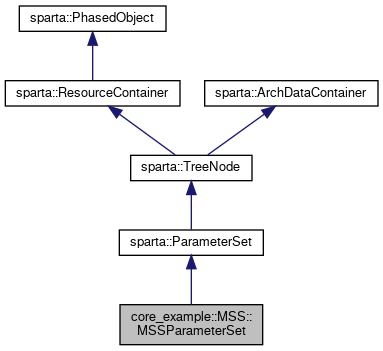 sparta::PhasedObject
sparta::ResourceContainer
sparta::ArchDataContainer
sparta::TreeNode
sparta::ParameterSet
core_example::MSS::
MSSParameterSet